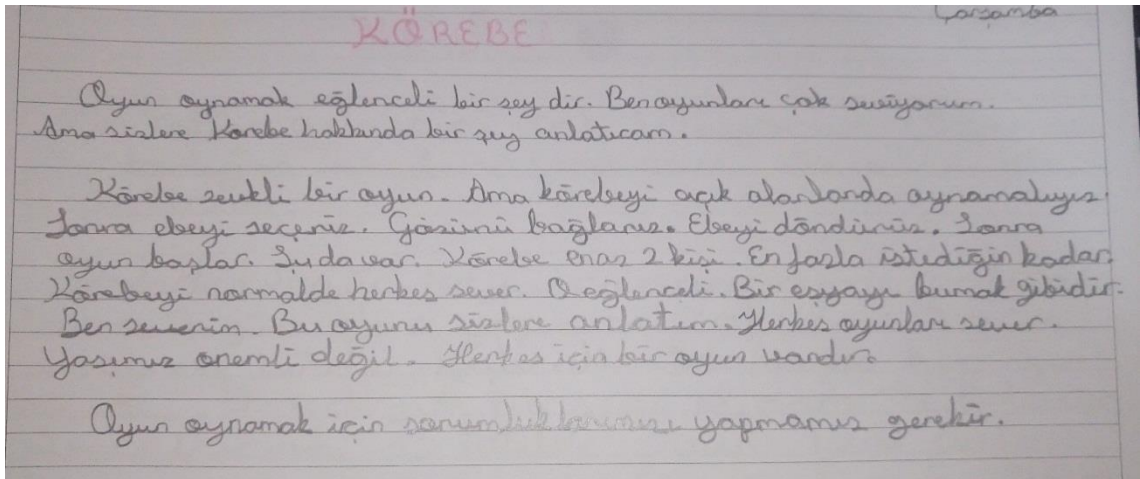 Çarşamba
KÖREBE
Oyun oynamak eğlenceli bir şey dir. Ben oyunları çok seviyorum.
Ama sizlere Körebe hakkında bir şey anlatıcam.
Körebe zevkli bir oyun. Ama körebeyi açık alanlarda oynamalıyız
Sonra ebeyi seçeriz. Gözünü bağlarız. Ebeyi döndürürüz. Sonra
oyun başlar. Şu da var. Körebe en az 2 kişi. En fazla istediğin kadar.
Körebeyi normalde herkes sever. O eğlenceli. Bir eşyayı bumak gibidir.
Ben severim. Bu oyunu sizlere anlatım. Herkes oyunları sever.
Yaşımız önemli değil. Herkes için bir oyun vardır.
Oyun oynamak için yapmamız gerekir.